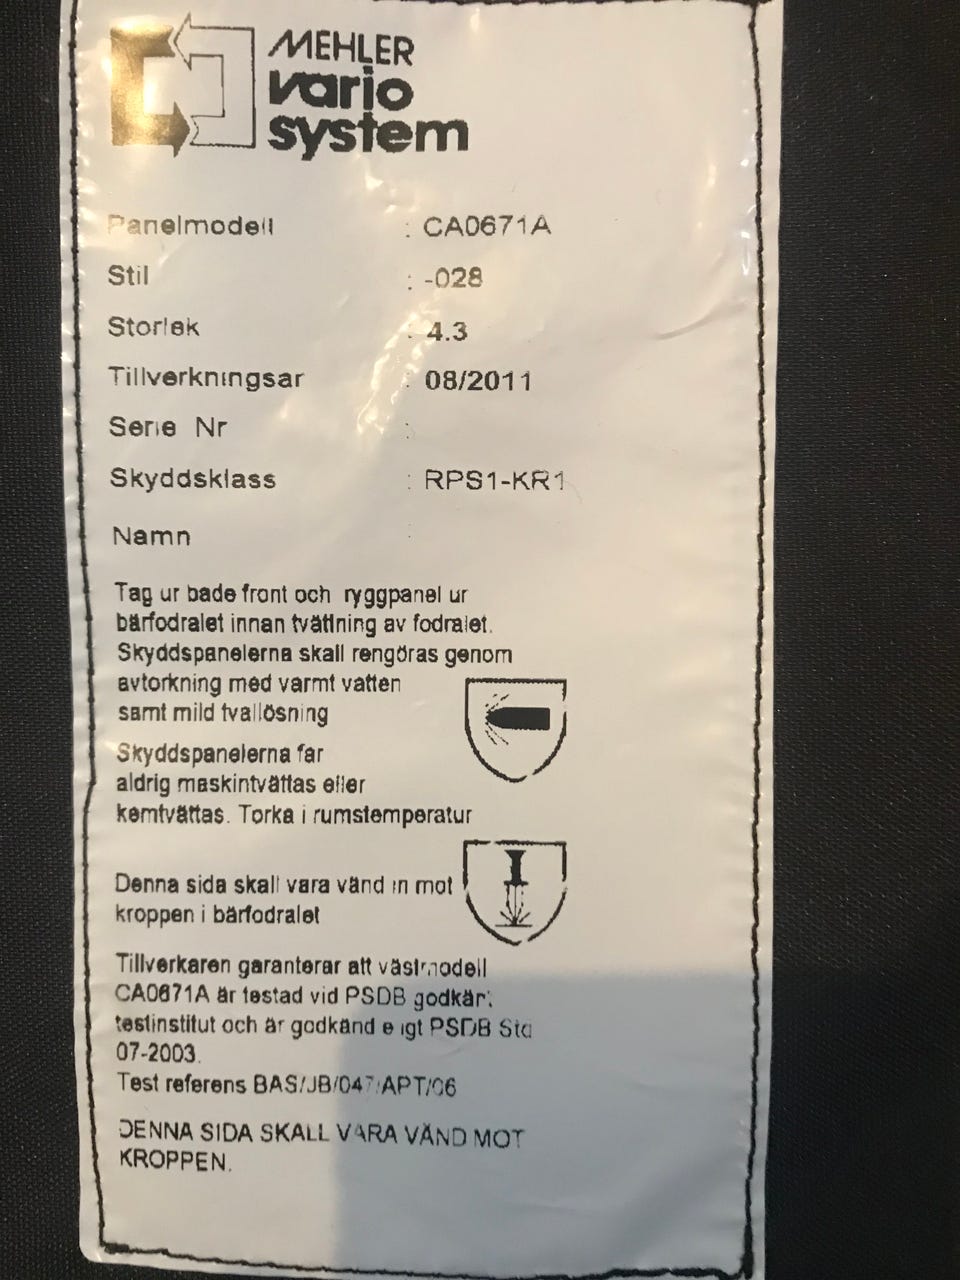 MEHLER
vario
system
Panelmodell : CA0671A
Stil : -028
Storlek : 4.3
Tillverkningsar : 08/2011
Serie Nr :
Skyddsklass : RPS1-KR1
Namn :
Tag ur bade front och ryggpanel ur
bärfodralet innan tvättning av fodralet.
Skyddspanelerna skall rengöras genom
avtorkning med varmt vatten
samt mild tvallösning
Skyddspanelerna far
aldrig maskintvättas eller
kemtvättas. Torka i rumstemperatur
Denna sida skall vara vänd in mot
kroppen i bärfodralet
Tillverkaren garanterar att västmodell
CA0671A är testad vid PSDB godkänt
testinstitut och är godkänd enligt PSDB Std
07-2003.
Test referens BAS/JB/047/APT/06
DENNA SIDA SKALL VARA VÄND MOT
KROPPEN.